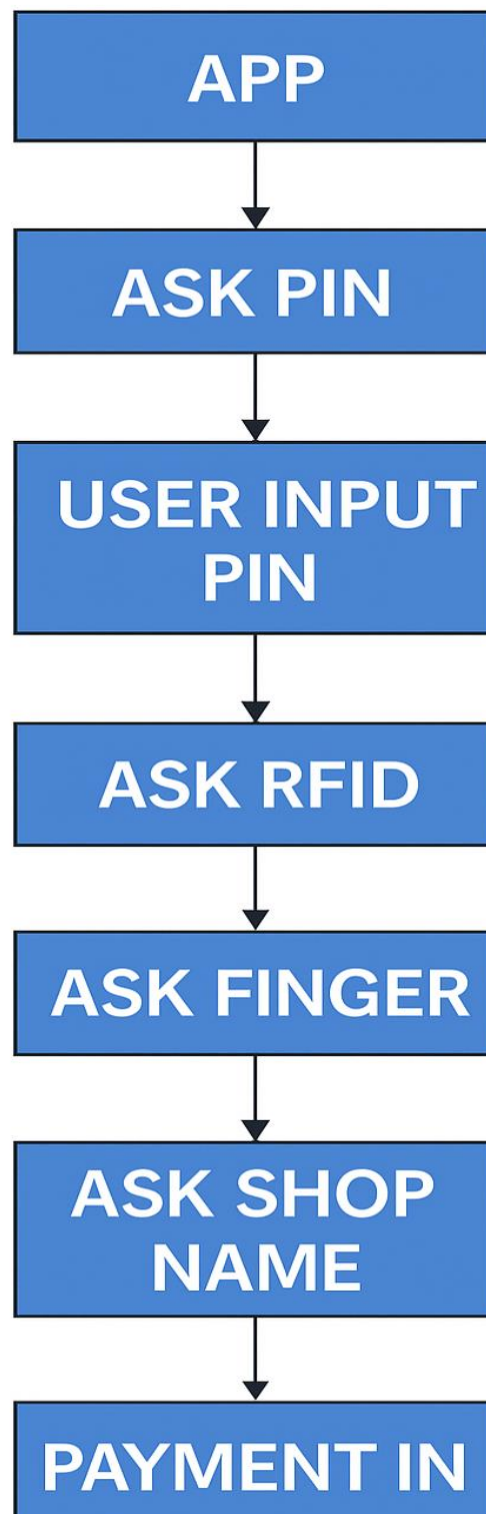 APP
ASK PIN
USER INPUT
PIN
ASK RFID
ASK FINGER
ASK SHOP
NAME
PAYMENT IN